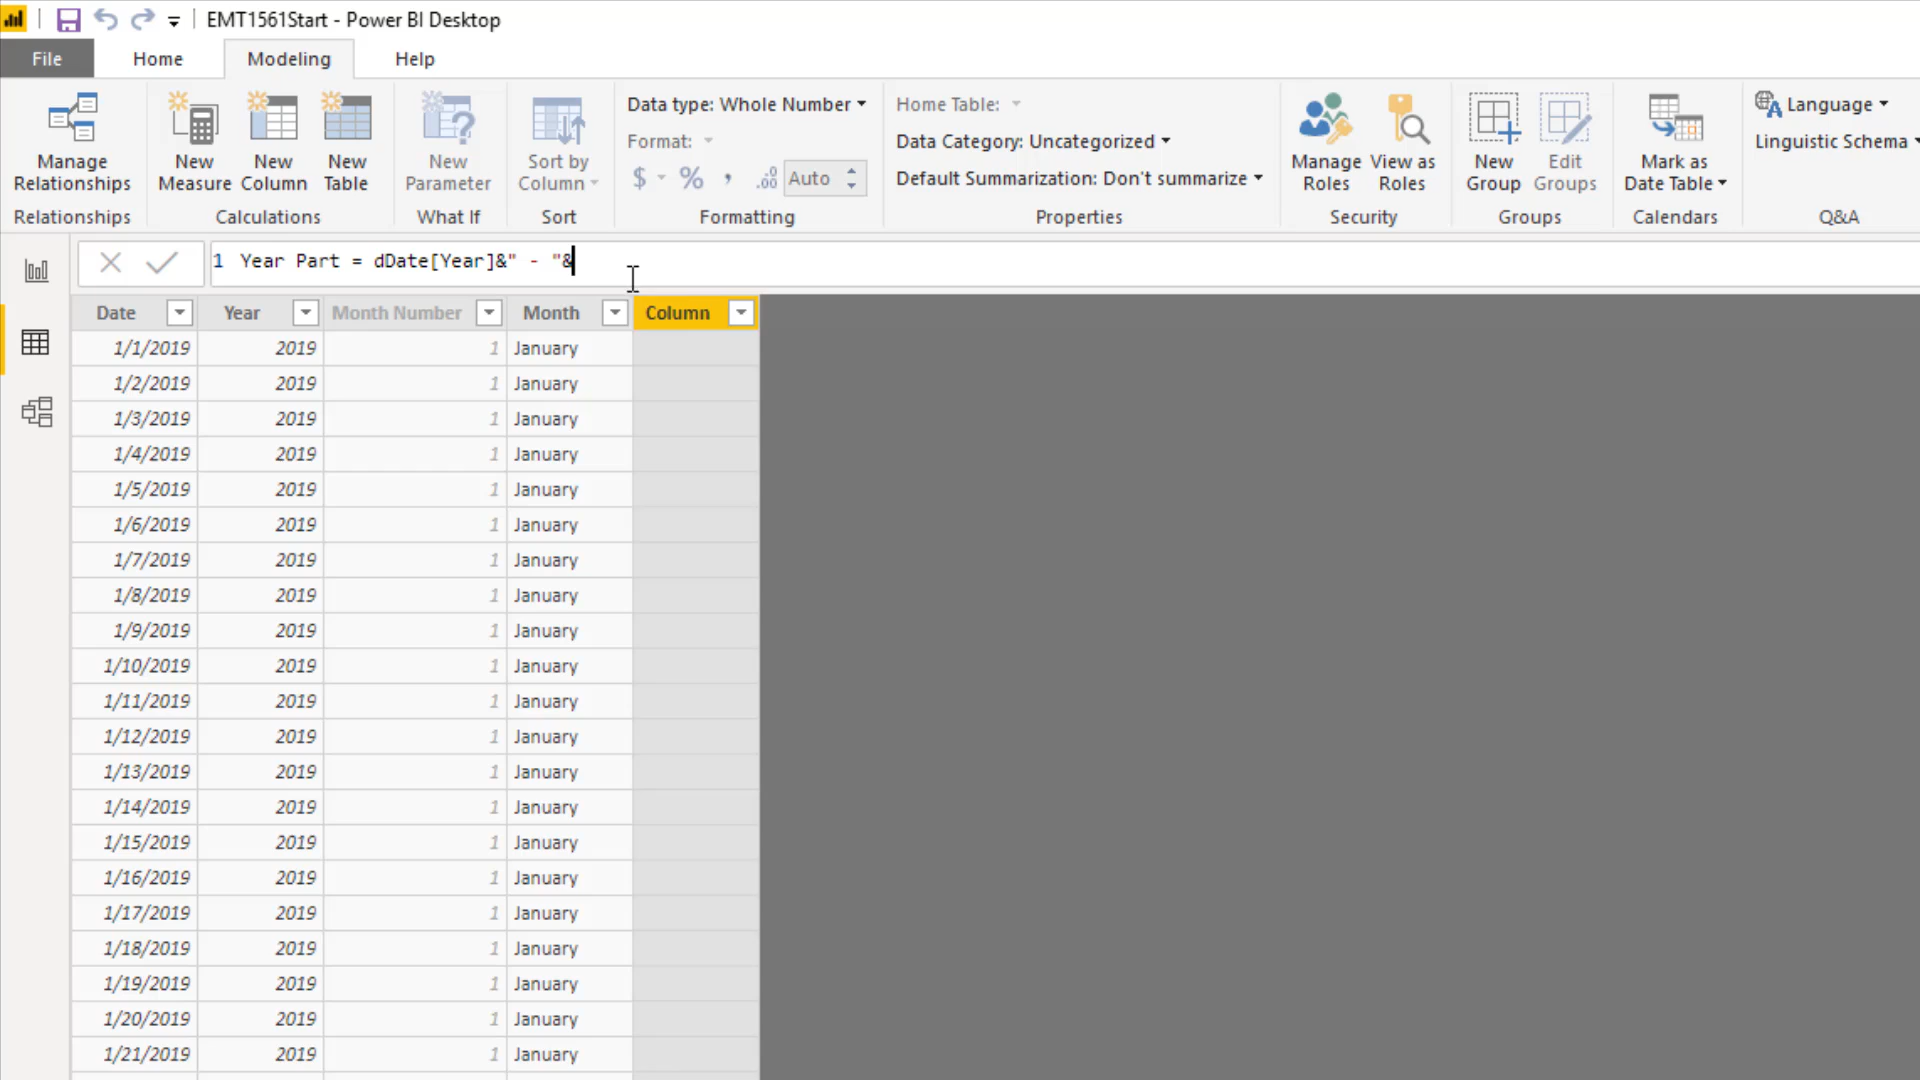 EMT1561Start - Power BI Desktop
File Home Modeling Help
Manage Relationships
New Measure
New Column
New Table
New Parameter
Sort by Column
Data type: Whole Number
Format:
$ % , .00 Auto
Home Table:
Data Category: Uncategorized
Default Summarization: Don't summarize
Manage Roles
View as Roles
New Group
Edit Groups
Mark as Date Table
Language
Linguistic Schema
Relationships Calculations What If Sort Formatting Properties Security Groups Calendars Q&A
1 Year Part = dDate[Year]&" - "&
Date Year Month Number Month Column
1/1/2019 2019 1 January
1/2/2019 2019 1 January
1/3/2019 2019 1 January
1/4/2019 2019 1 January
1/5/2019 2019 1 January
1/6/2019 2019 1 January
1/7/2019 2019 1 January
1/8/2019 2019 1 January
1/9/2019 2019 1 January
1/10/2019 2019 1 January
1/11/2019 2019 1 January
1/12/2019 2019 1 January
1/13/2019 2019 1 January
1/14/2019 2019 1 January
1/15/2019 2019 1 January
1/16/2019 2019 1 January
1/17/2019 2019 1 January
1/18/2019 2019 1 January
1/19/2019 2019 1 January
1/20/2019 2019 1 January
1/21/2019 2019 1 January